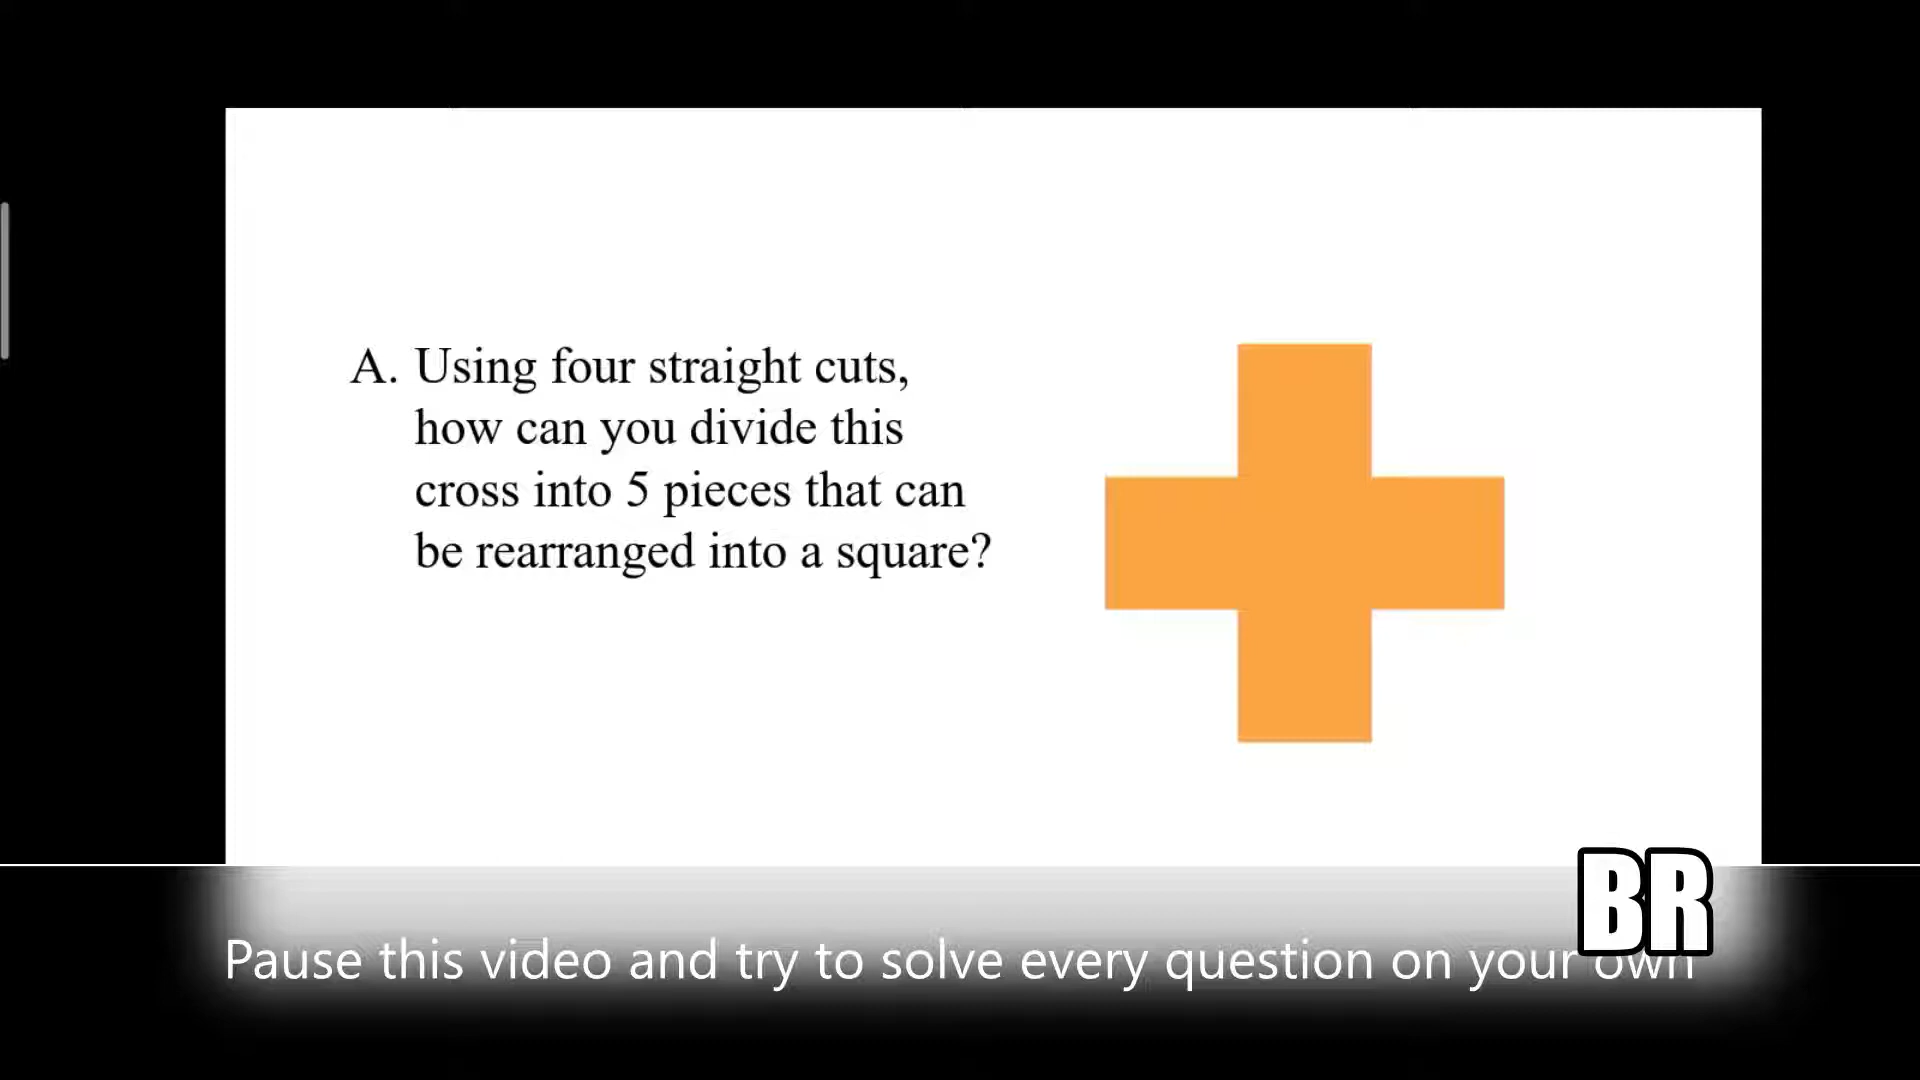 A. Using four straight cuts,
how can you divide this
cross into 5 pieces that can
be rearranged into a square?
BR
Pause this video and try to solve every question on your own